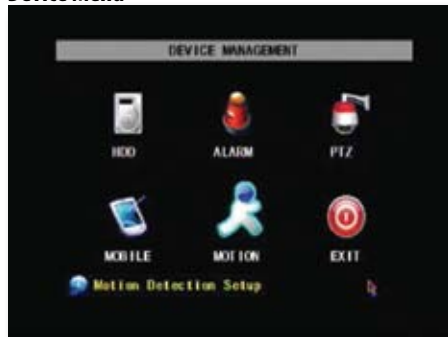 DEVICE MANAGEMENT
HDD ALARM PTZ
MOBILE MOTION EXIT
Motion Detection Setup